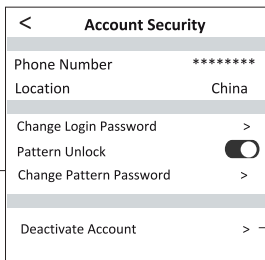 < Account Security
Phone Number ********
Location China
Change Login Password >
Pattern Unlock
Change Pattern Password >
Deactivate Account >